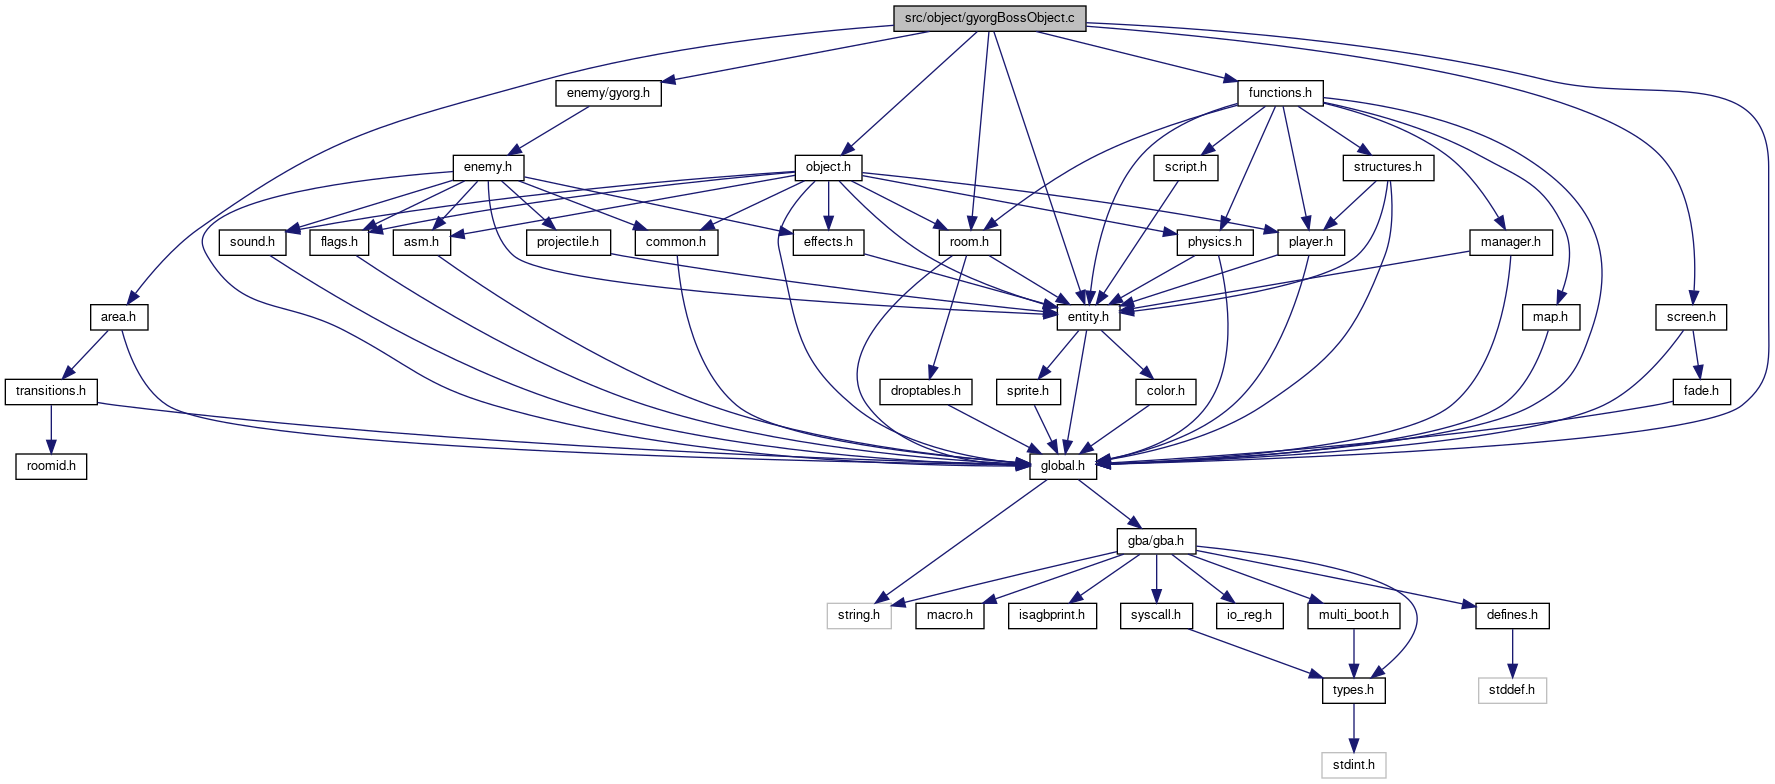 src/object/gyorgBossObject.c
enemy/gyorg.h
functions.h
enemy.h
object.h
script.h
structures.h
sound.h
flags.h
asm.h
projectile.h
common.h
effects.h
room.h
physics.h
player.h
manager.h
area.h
entity.h
map.h
screen.h
transitions.h
droptables.h
sprite.h
color.h
fade.h
roomid.h
global.h
gba/gba.h
string.h
macro.h
isagbprint.h
syscall.h
io_reg.h
multi_boot.h
defines.h
types.h
stddef.h
stdint.h